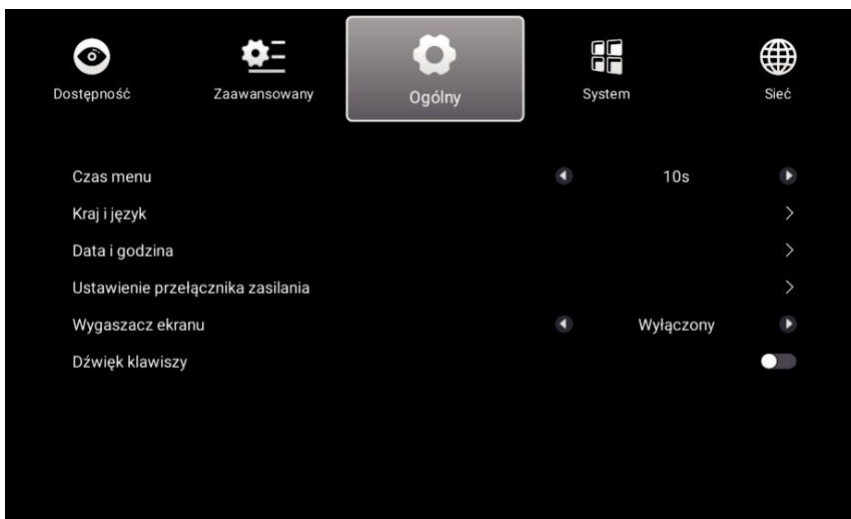 Dostępność Zaawansowany Ogólny System Sieć
Czas menu 10s
Kraj i język
Data i godzina
Ustawienie przełącznika zasilania
Wygaszacz ekranu Wyłączony
Dźwięk klawiszy